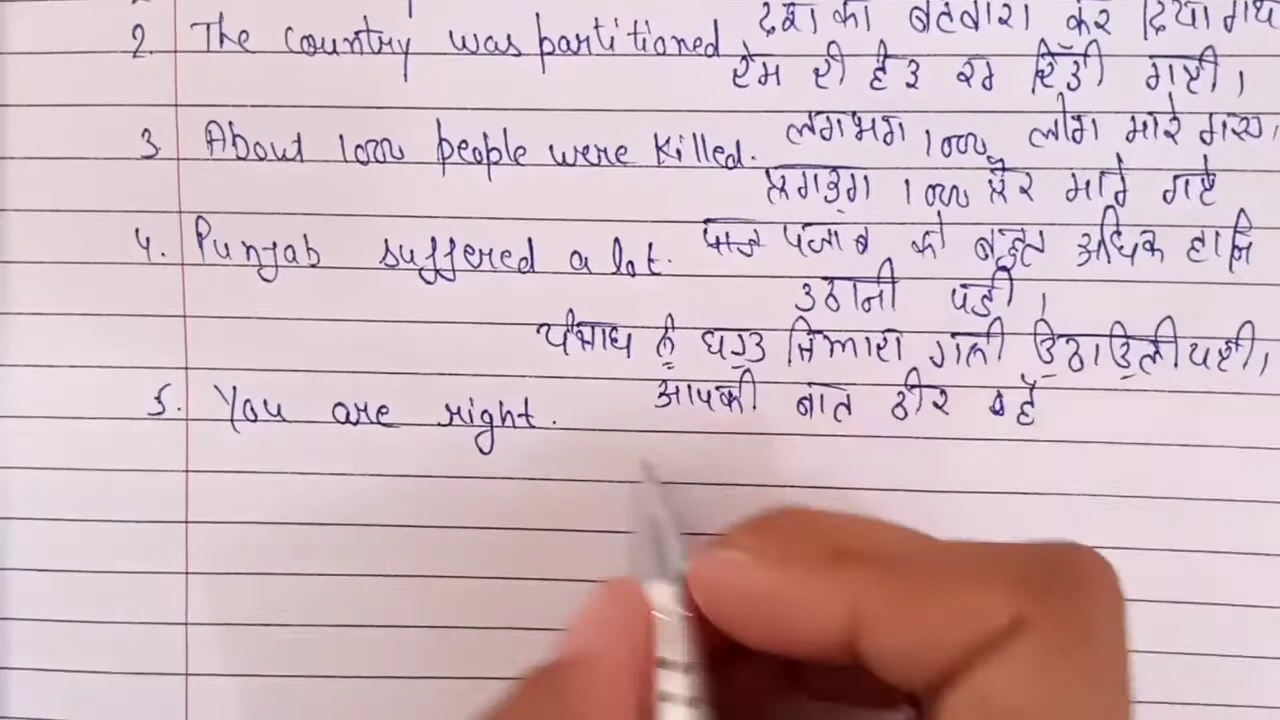 2. The country was partitioned देश का बटवारा कर दिया गया
ਦੇਸ ਦੀ ਵੰਡ ਕਰ ਦਿੱਤੀ ਗਈ।
3. About 1000 people were killed. लगभग 1000 लोग मारे गए।
ਲਗਭਗ 1000 ਲੋਕ ਮਾਰੇ ਗਏ
4. Punjab suffered a lot. पंजाब को बहुत अधिक हानि
उठानी पडी।
ਪੰਜਾਬ ਨੂੰ ਬਹੁਤ ਜਿਆਦਾ ਹਾਨੀ ਉਠਾਉਣੀ ਪਈ।
5. You are right. आपकी बात ठीक है